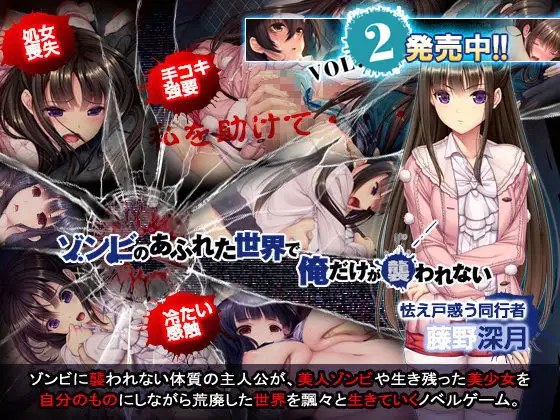 処女
喪失
手コキ
強要
VOL.2 発売中!!
私を助けて・
ゾンビのあふれた世界で
俺だけが襲われない
冷たい
感触
怯え戸惑う同行者
藤野深月
ゾンビに襲われない体質の主人公が、美人ゾンビや生き残った美少女を
自分のものにしながら荒廃した世界を飄々と生きていくノベルゲーム。